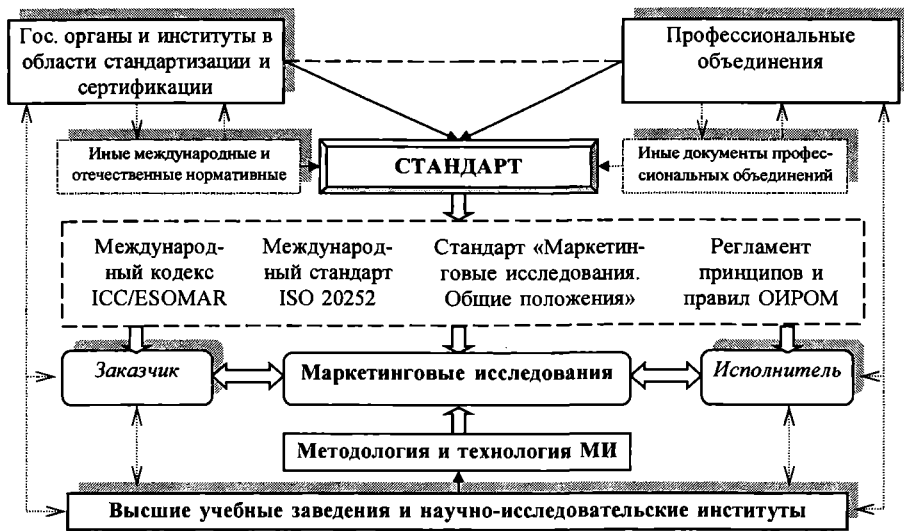 Гос. органы и институты в
области стандартизации и
сертификации
Профессиональные
объединения
Иные международные и
отечественные нормативные
СТАНДАРТ
Иные документы профес-
сиональных объединений
Международ-
ный кодекс
ICC/ESOMAR
Международ-
ный стандарт
ISO 20252
Стандарт «Маркетин-
говые исследования.
Общие положения»
Регламент
принципов и
правил ОИРОМ
Заказчик
Маркетинговые исследования
Исполнитель
Методология и технология МИ
Высшие учебные заведения и научно-исследовательские институты